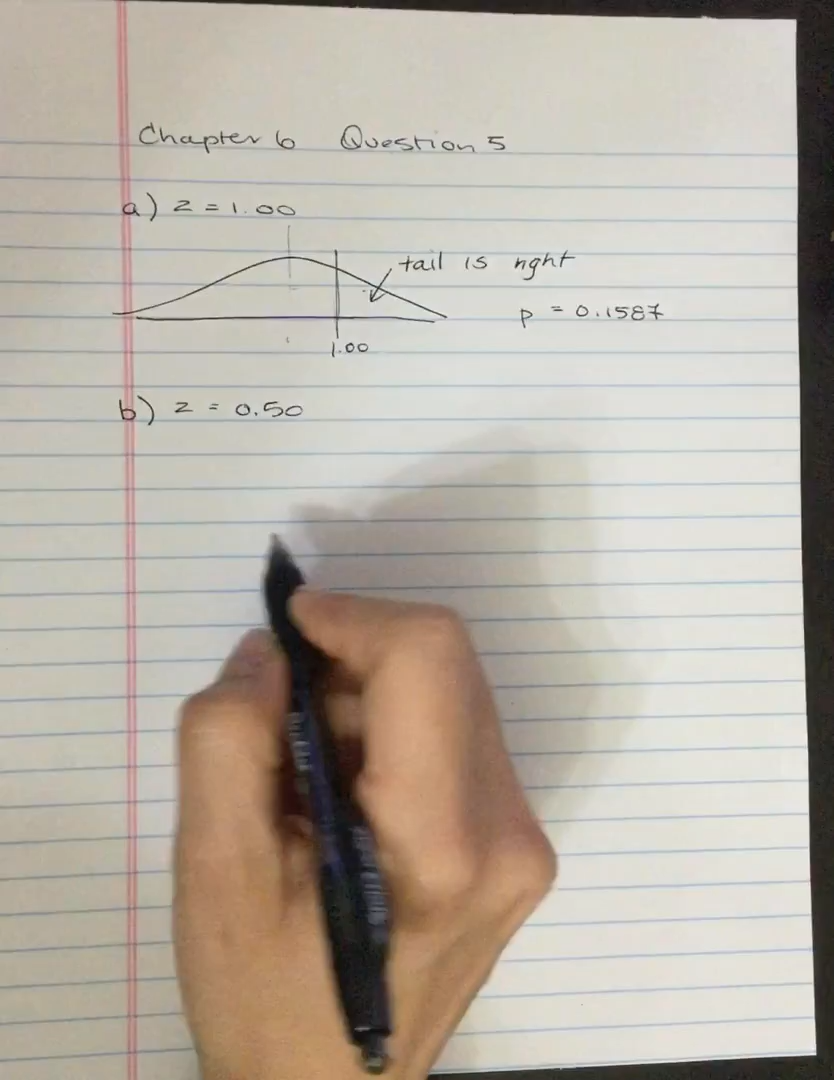 Chapter 6 Question 5
a) z = 1.00
tail is right
p = 0.1587
1.00
b) z = 0.50